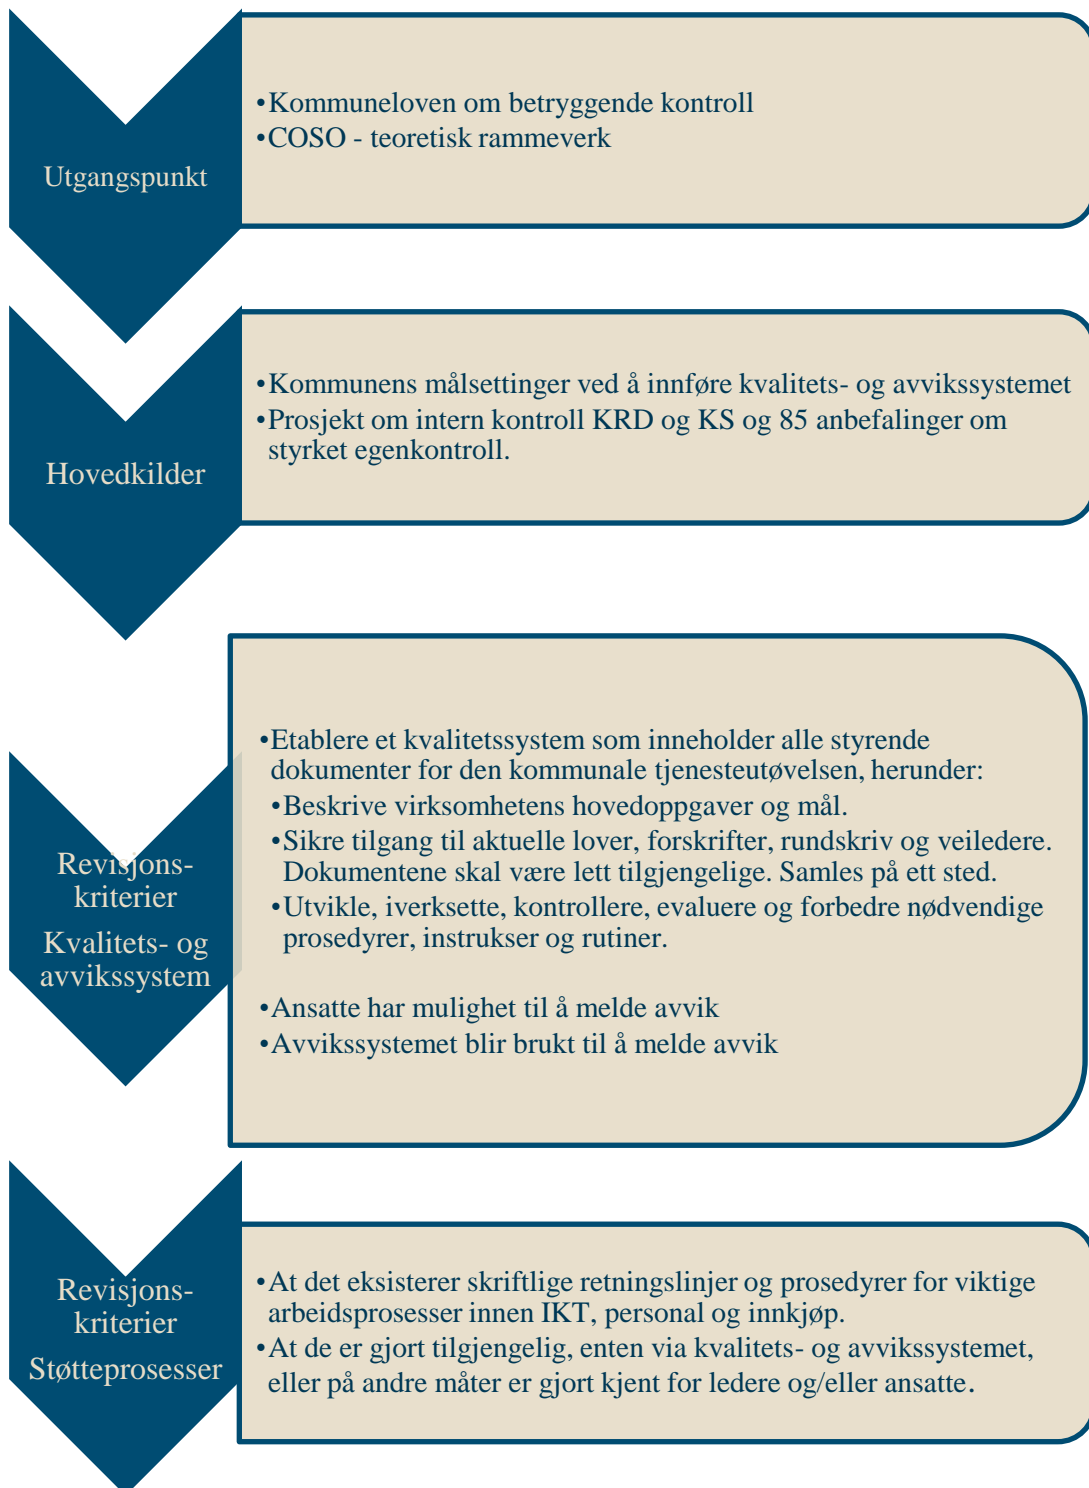 Utgangspunkt
•Kommuneloven om betryggende kontroll
•COSO - teoretisk rammeverk
Hovedkilder
•Kommunens målsettinger ved å innføre kvalitets- og avvikssystemet
•Prosjekt om intern kontroll KRD og KS og 85 anbefalinger om
styrket egenkontroll.
Revisjons-
kriterier
Kvalitets- og
avvikssystem
•Etablere et kvalitetssystem som inneholder alle styrende
dokumenter for den kommunale tjenesteutøvelsen, herunder:
•Beskrive virksomhetens hovedoppgaver og mål.
•Sikre tilgang til aktuelle lover, forskrifter, rundskriv og veiledere.
Dokumentene skal være lett tilgjengelige. Samles på ett sted.
•Utvikle, iverksette, kontrollere, evaluere og forbedre nødvendige
prosedyrer, instrukser og rutiner.
•Ansatte har mulighet til å melde avvik
•Avvikssystemet blir brukt til å melde avvik
Revisjons-
kriterier
Støtteprosesser
•At det eksisterer skriftlige retningslinjer og prosedyrer for viktige
arbeidsprosesser innen IKT, personal og innkjøp.
•At de er gjort tilgjengelig, enten via kvalitets- og avvikssystemet,
eller på andre måter er gjort kjent for ledere og/eller ansatte.